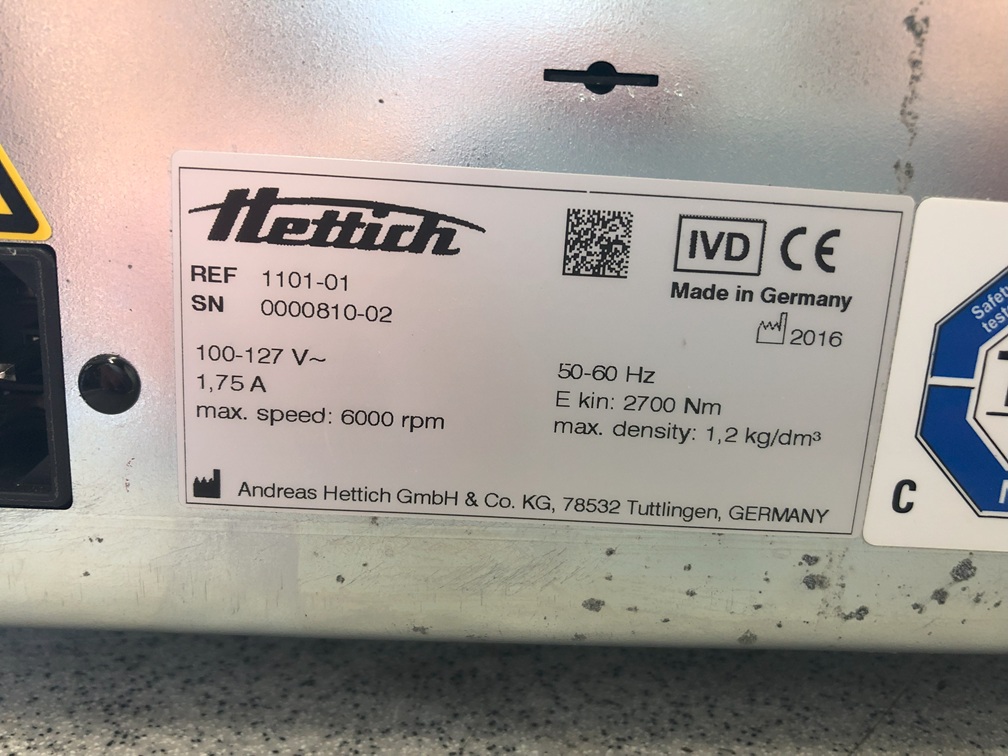 Hettich
REF 1101-01
SN 0000810-02
IVD CE
Made in Germany
2016
100-127 V~
1,75 A
max. speed: 6000 rpm
50-60 Hz
E kin: 2700 Nm
max. density: 1,2 kg/dm³
Andreas Hettich GmbH & Co. KG, 78532 Tuttlingen, GERMANY
Safety
C